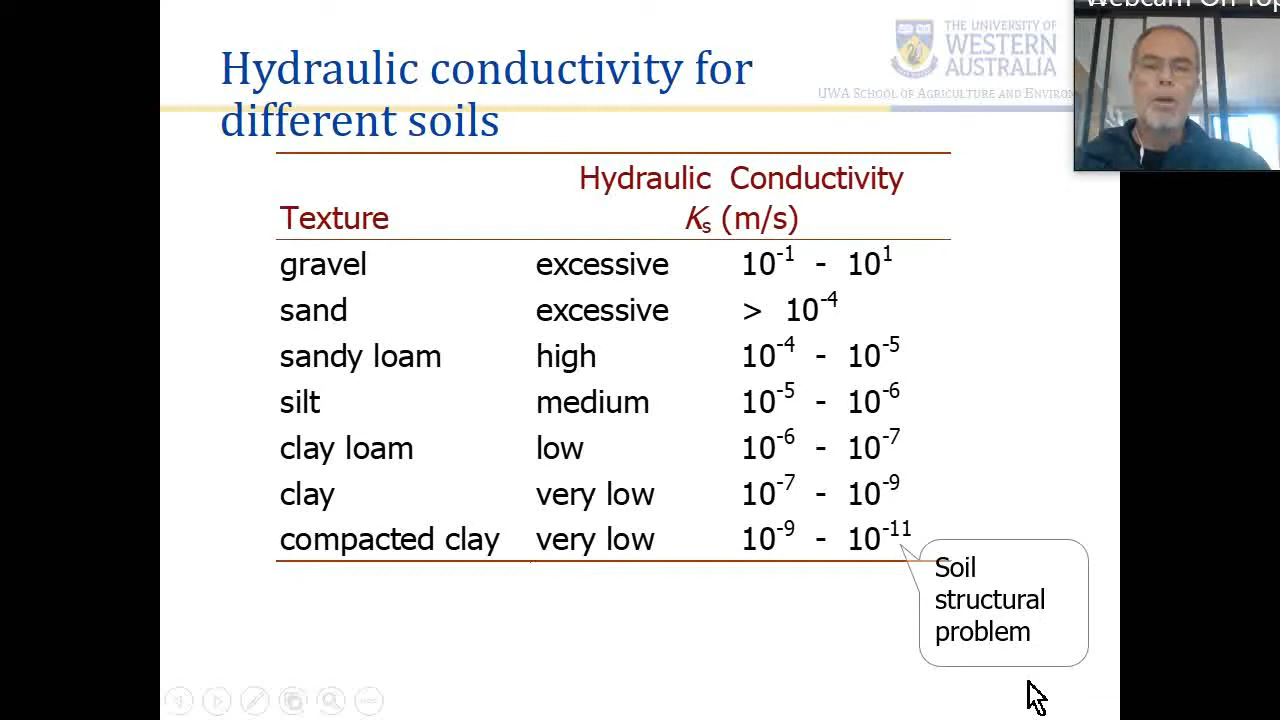 Webcam On Top
THE UNIVERSITY OF
WESTERN
AUSTRALIA
UWA SCHOOL OF AGRICULTURE AND
Hydraulic conductivity for
different soils
Hydraulic Conductivity
Texture Kₛ (m/s)
gravel excessive 10⁻¹ - 10¹
sand excessive > 10⁻⁴
sandy loam high 10⁻⁴ - 10⁻⁵
silt medium 10⁻⁵ - 10⁻⁶
clay loam low 10⁻⁶ - 10⁻⁷
clay very low 10⁻⁷ - 10⁻⁹
compacted clay very low 10⁻⁹ - 10⁻¹¹
Soil
structural
problem